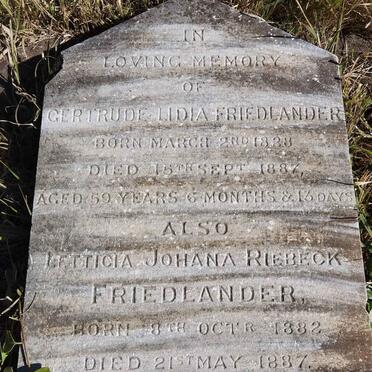 IN
LOVING MEMORY
OF
GERTRUDE LIDIA FRIEDLANDER
BORN MARCH 2ND 1828
DIED 15TH SEPT 1887,
AGED 59 YEARS 6 MONTHS & 13 DAYS
ALSO
LETTICIA JOHANA RIEBECK
FRIEDLANDER,
BORN 8TH OCTR 1882
DIED 21ST MAY 1887.